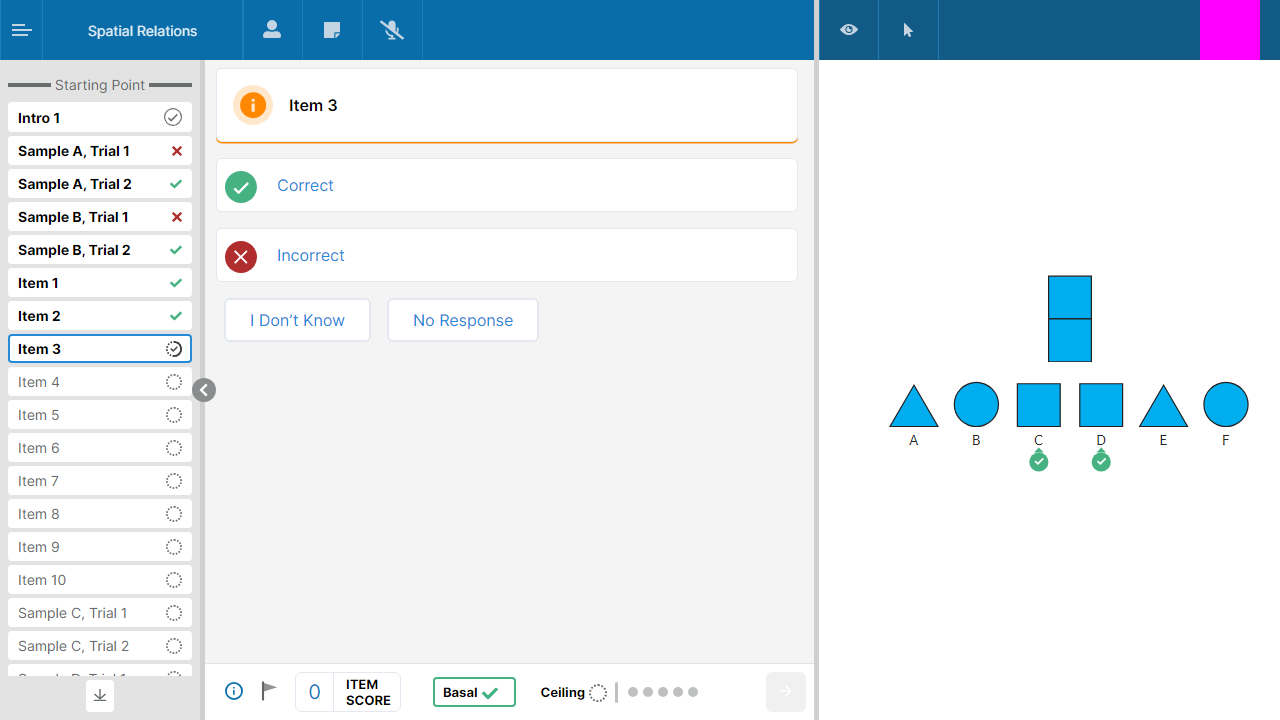 Spatial Relations
Starting Point
Intro 1
Sample A, Trial 1
Sample A, Trial 2
Sample B, Trial 1
Sample B, Trial 2
Item 1
Item 2
Item 3
Item 4
Item 5
Item 6
Item 7
Item 8
Item 9
Item 10
Sample C, Trial 1
Sample C, Trial 2
Item 3
Correct
Incorrect
I Don’t Know
No Response
0
ITEM
SCORE
Basal
Ceiling
A B C D E F